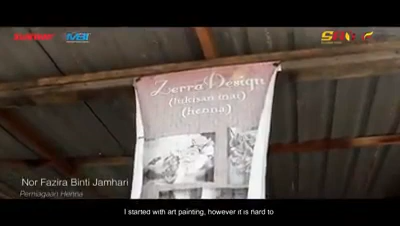 Zerra Design
(lukisan inai)
(henna)
Nor Fazira Binti Jamhari
Perniagaan Henna
I started with art painting, however it is hard to